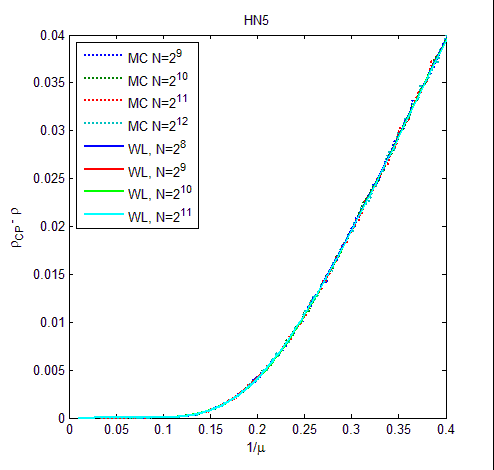 HN5
0.04
0.035
0.03
0.025
0.02
0.015
0.01
0.005
0
ρCP - ρ
MC N=2^9
MC N=2^10
MC N=2^11
MC N=2^12
WL, N=2^8
WL, N=2^9
WL, N=2^10
WL, N=2^11
0 0.05 0.1 0.15 0.2 0.25 0.3 0.35 0.4
1/μ